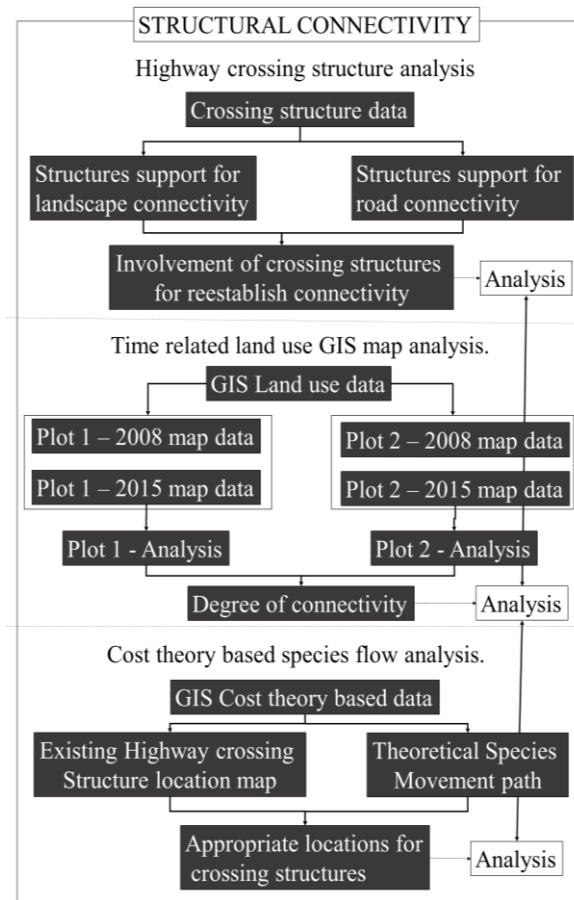 STRUCTURAL CONNECTIVITY
Highway crossing structure analysis
Crossing structure data
Structures support for
landscape connectivity
Structures support for
road connectivity
Involvement of crossing structures
for reestablish connectivity
Analysis
Time related land use GIS map analysis.
GIS Land use data
Plot 1 – 2008 map data
Plot 1 – 2015 map data
Plot 2 – 2008 map data
Plot 2 – 2015 map data
Plot 1 - Analysis
Plot 2 - Analysis
Degree of connectivity
Analysis
Cost theory based species flow analysis.
GIS Cost theory based data
Existing Highway crossing
Structure location map
Theoretical Species
Movement path
Appropriate locations for
crossing structures
Analysis